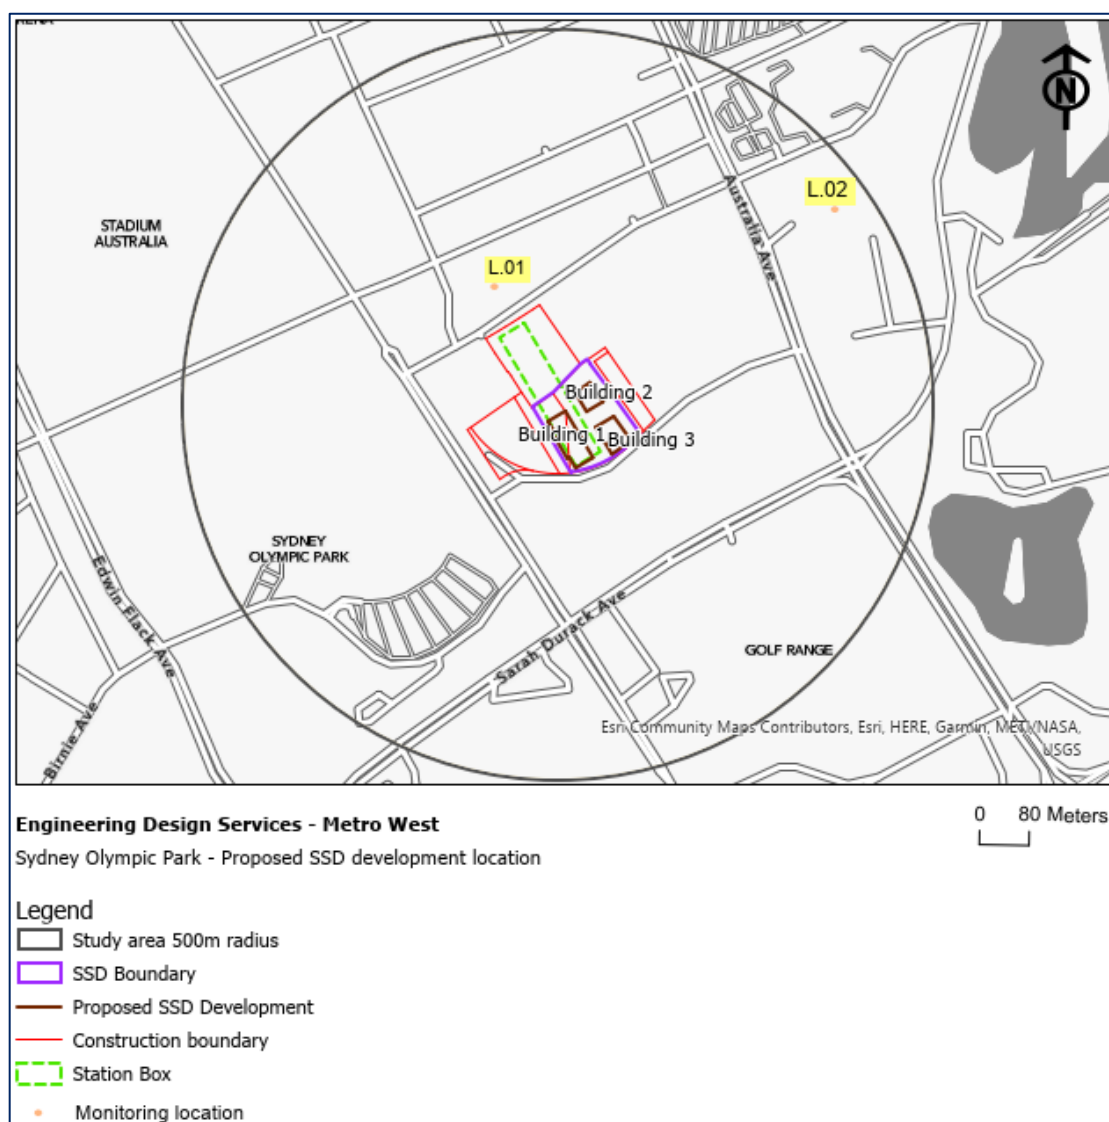 N
L.02
Australia Ave
STADIUM
AUSTRALIA
L.01
Building 2
Building 1
Building 3
SYDNEY
OLYMPIC PARK
Edwin Flack Ave
Sarah Durack Ave
GOLF RANGE
Birnie Ave
Esri Community Maps Contributors, Esri, HERE, Garmin, METI/NASA,
USGS
0 80 Meters
Engineering Design Services - Metro West
Sydney Olympic Park - Proposed SSD development location
Legend
Study area 500m radius
SSD Boundary
Proposed SSD Development
Construction boundary
Station Box
Monitoring location